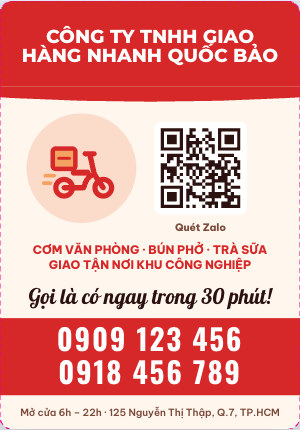 CÔNG TY TNHH GIAO
HÀNG NHANH QUỐC BẢO
Quét Zalo
CƠM VĂN PHÒNG · BÚN PHỞ · TRÀ SỮA
GIAO TẬN NƠI KHU CÔNG NGHIỆP
Gọi là có ngay trong 30 phút!
0909 123 456
0918 456 789
Mở cửa 6h – 22h · 125 Nguyễn Thị Thập, Q.7, TP.HCM